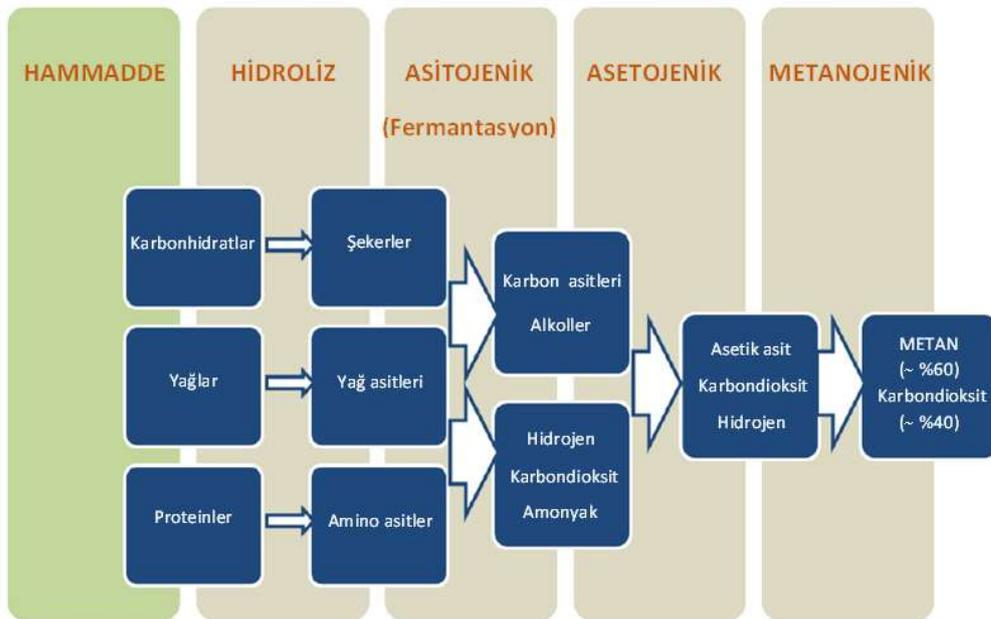 HAMMADDE
HİDROLİZ
ASİTOJENİK
(Fermantasyon)
ASETOJENİK
METANOJENİK
Karbonhidratlar
Şekerler
Karbon asitleri
Alkoller
Yağlar
Yağ asitleri
Asetik asit
Karbondioksit
Hidrojen
METAN
(~ %60)
Karbondioksit
(~ %40)
Hidrojen
Karbondioksit
Amonyak
Proteinler
Amino asitler